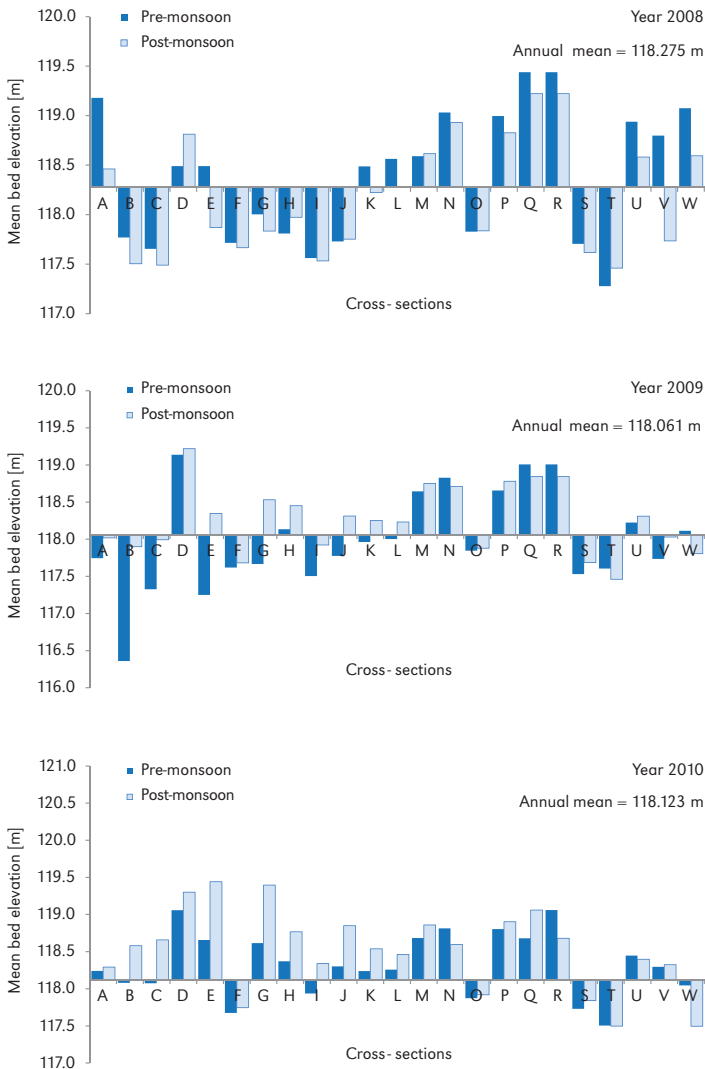 120.0
Pre-monsoon
Year 2008
Post-monsoon
Annual mean = 118.275 m
119.5
119.0
118.5
118.0
117.5
117.0
Mean bed elevation [m]
A B C D E F G H I J K L M N O P Q R S T U V W
Cross- sections
120.0
Pre-monsoon
Year 2009
Post-monsoon
Annual mean = 118.061 m
119.5
119.0
118.5
118.0
117.5
117.0
116.5
116.0
Mean bed elevation [m]
A B C D E F G H I J K L M N O P Q R S T U V W
Cross- sections
121.0
Pre-monsoon
Year 2010
Post-monsoon
Annual mean = 118.123 m
120.5
120.0
119.5
119.0
118.5
118.0
117.5
117.0
Mean bed elevation [m]
A B C D E F G H I J K L M N O P Q R S T U V W
Cross- sections